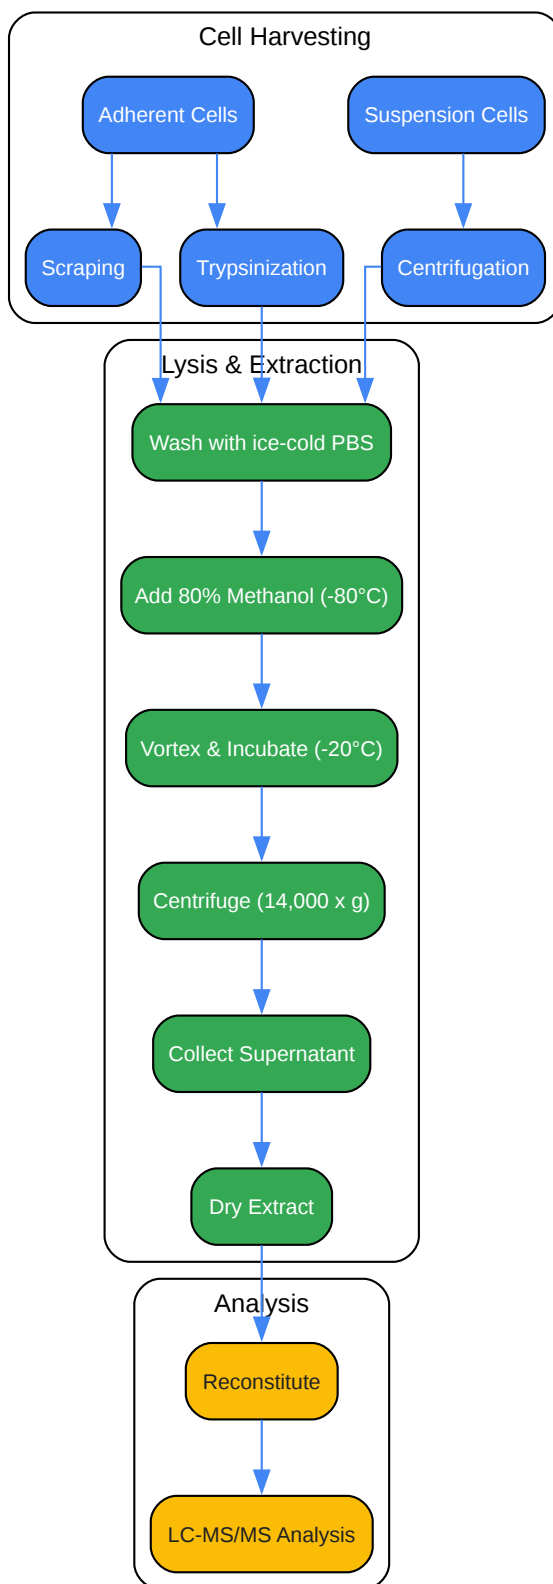 Cell Harvesting
Adherent Cells
Suspension Cells
Scraping
Trypsinization
Centrifugation
Lysis & Extraction
Wash with ice-cold PBS
Add 80% Methanol (-80°C)
Vortex & Incubate (-20°C)
Centrifuge (14,000 x g)
Collect Supernatant
Dry Extract
Analysis
Reconstitute
LC-MS/MS Analysis